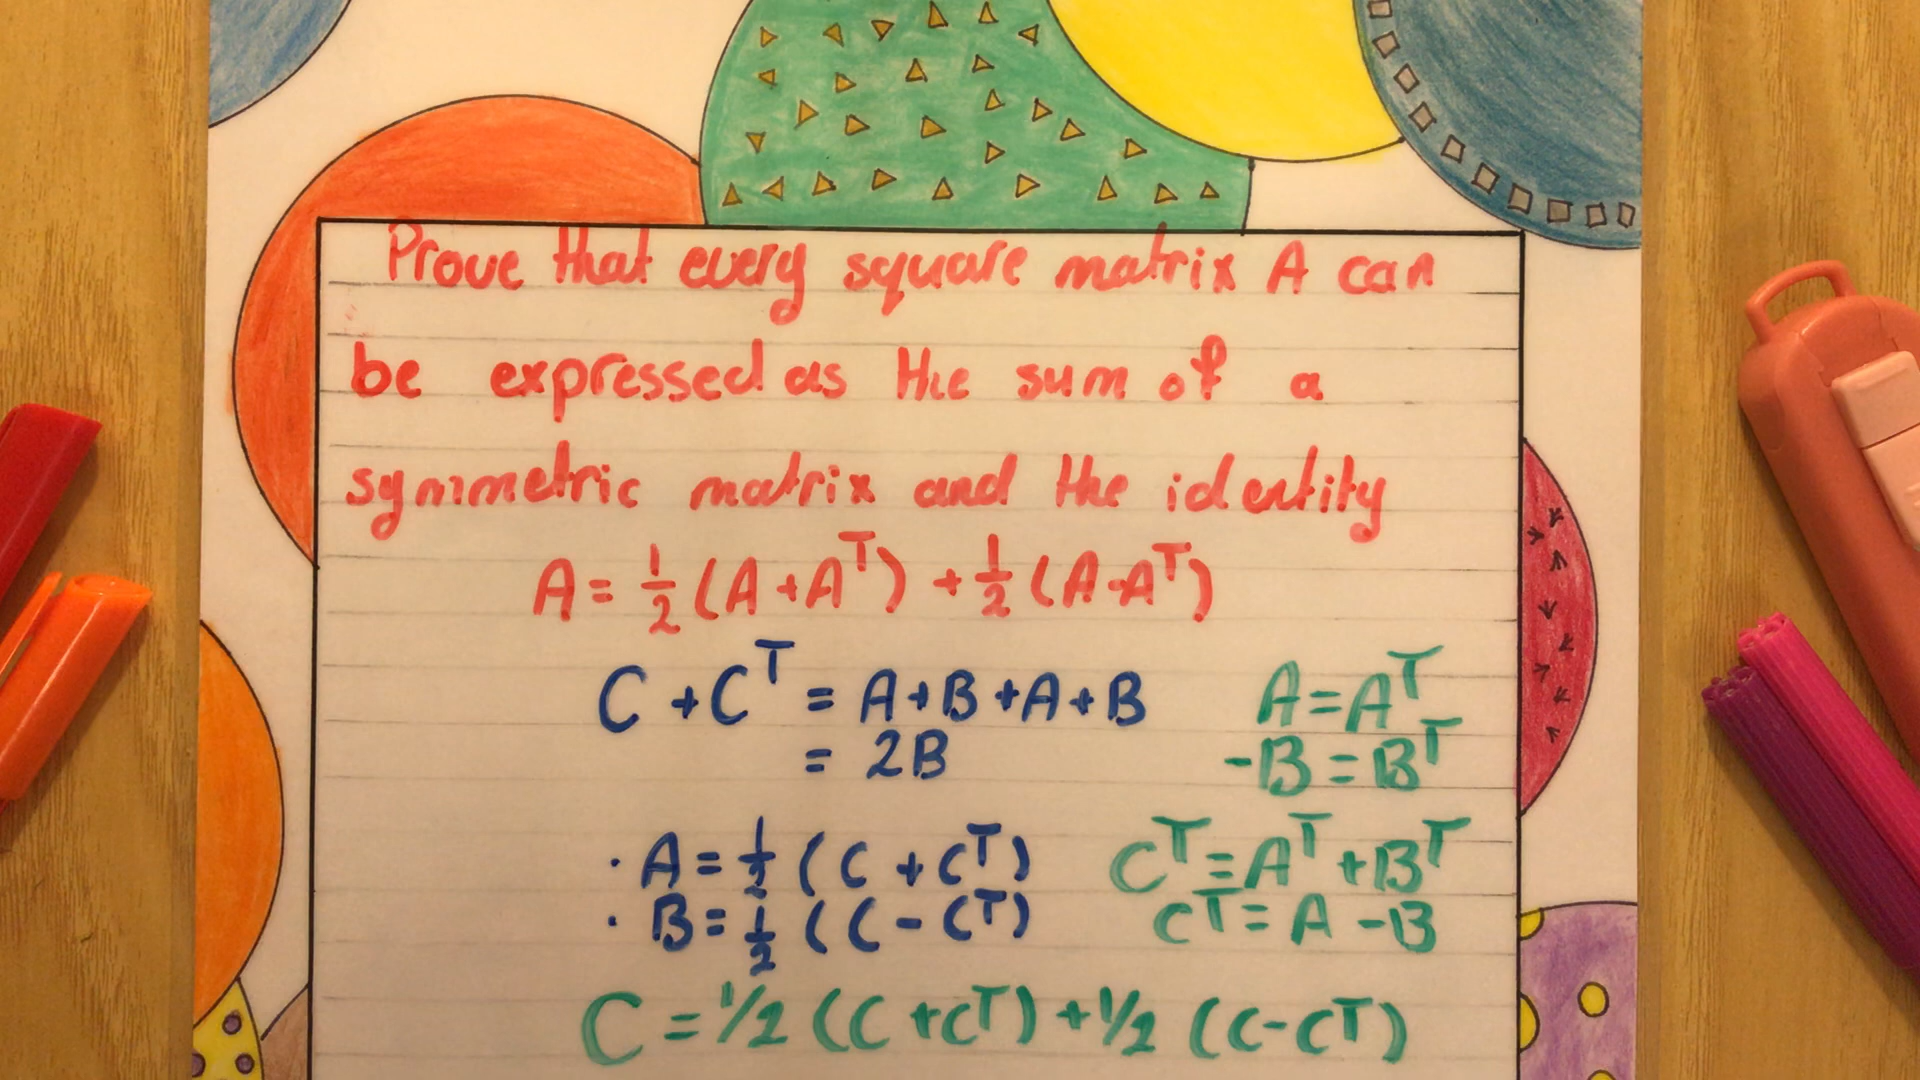 Prove that every square matrix A can
be expressed as the sum of a
symmetric matrix and the identity
A = 1/2 (A + Aᵀ) + 1/2 (A - Aᵀ)
C + Cᵀ = A + B + A + B
= 2B
A = Aᵀ
-B = Bᵀ
· A = 1/2 (C + Cᵀ)
· B = 1/2 (C - Cᵀ)
Cᵀ = Aᵀ + Bᵀ
Cᵀ = A - B
C = 1/2 (C + Cᵀ) + 1/2 (C - Cᵀ)